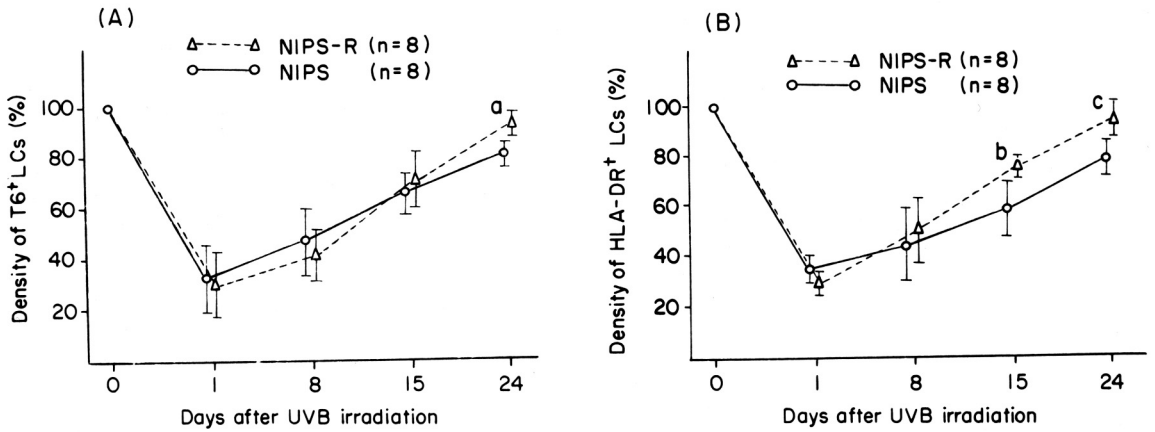 (A)
NIPS-R (n=8)
NIPS (n=8)
Density of T6⁺LCs (%)
100
80
60
40
20
a
0 1 8 15 24
Days after UVB irradiation
(B)
NIPS-R (n=8)
NIPS (n=8)
Density of HLA-DR⁺ LCs (%)
100
80
60
40
20
b
c
0 1 8 15 24
Days after UVB irradiation